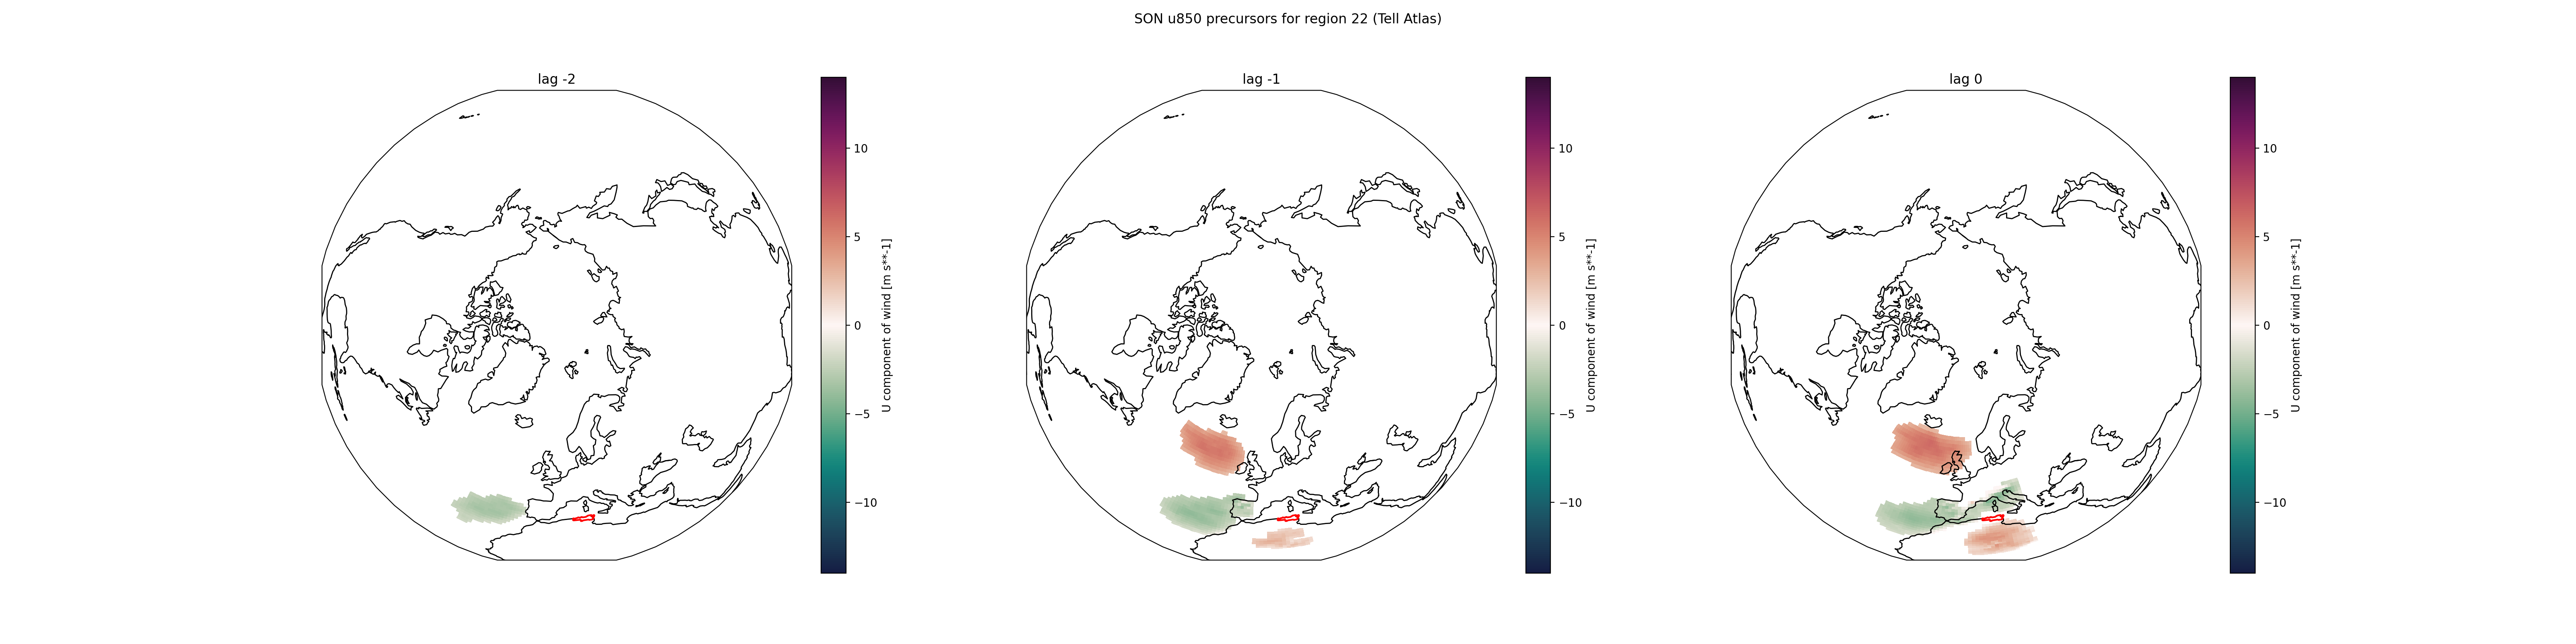 SON u850 precursors for region 22 (Tell Atlas)
lag -2
10
5
0
−5
−10
U component of wind [m s**-1]
lag -1
10
5
0
−5
−10
U component of wind [m s**-1]
lag 0
10
5
0
−5
−10
U component of wind [m s**-1]